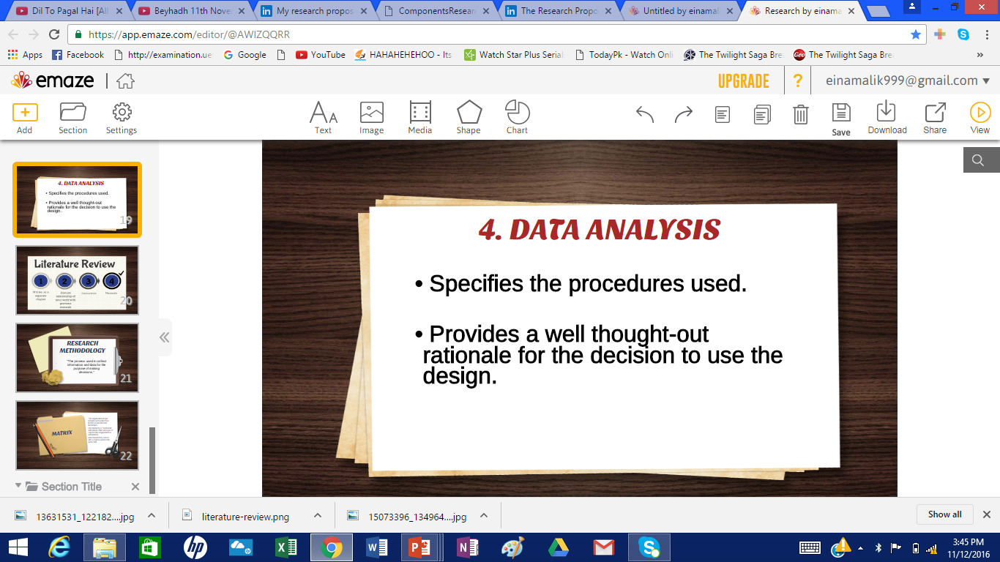 Dil To Pagal Hai [All
Beyhadh 11th Nove
My research propos
ComponentsResear
The Research Propo
Untitled by einamal
Research by einama
https://app.emaze.com/editor/@AWIZQQRR
Apps
Facebook
http://examination.ue
Google
YouTube
HAHAHEHEHOO - Its
Watch Star Plus Serial
TodayPk - Watch Onli
The Twilight Saga Bre
The Twilight Saga Brea
»
emaze
UPGRADE
?
einamalik999@gmail.com
Add
Section
Settings
Text
Image
Media
Shape
Chart
Save
Download
Share
View
4. DATA ANALYSIS
• Specifies the procedures used.
• Provides a well thought-out
rationale for the decision to use the
design.
19
Literature Review
1 2 3 4
Written as a
separate
chapter
discuss
relationship of
your work with
previous
research
20
RESEARCH
METHODOLOGY
"The process used to collect
information and data for the
purpose of making
decisions."
21
MATRIX
22
Section Title
4. DATA ANALYSIS
• Specifies the procedures used.
• Provides a well thought-out
rationale for the decision to use the
design.
13631531_122182....jpg
literature-review.png
15073396_134964....jpg
Show all
3:45 PM
11/12/2016